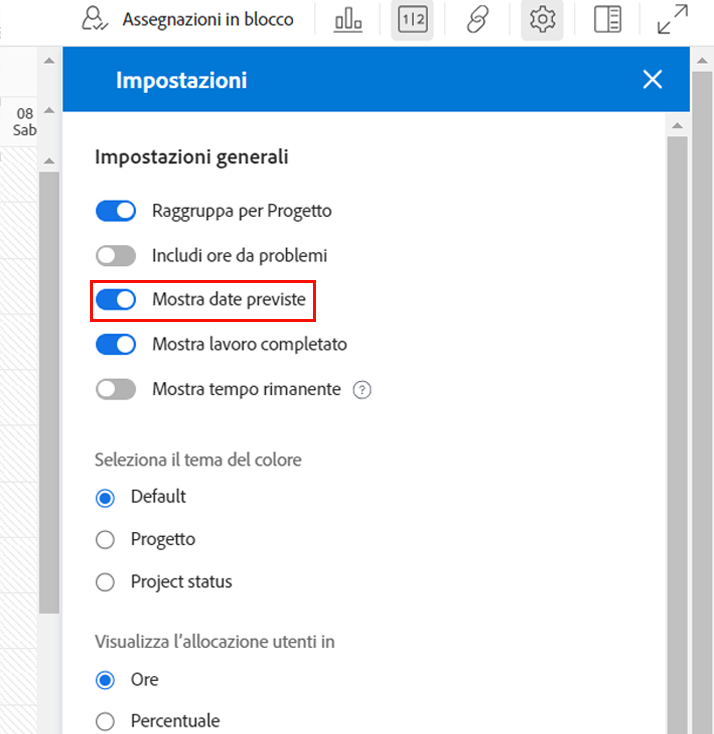 Assegnazioni in blocco
1|2
Impostazioni
08
Sab
Impostazioni generali
Raggruppa per Progetto
Includi ore da problemi
Mostra date previste
Mostra lavoro completato
Mostra tempo rimanente ?
Seleziona il tema del colore
Default
Progetto
Project status
Visualizza l'allocazione utenti in
Ore
Percentuale